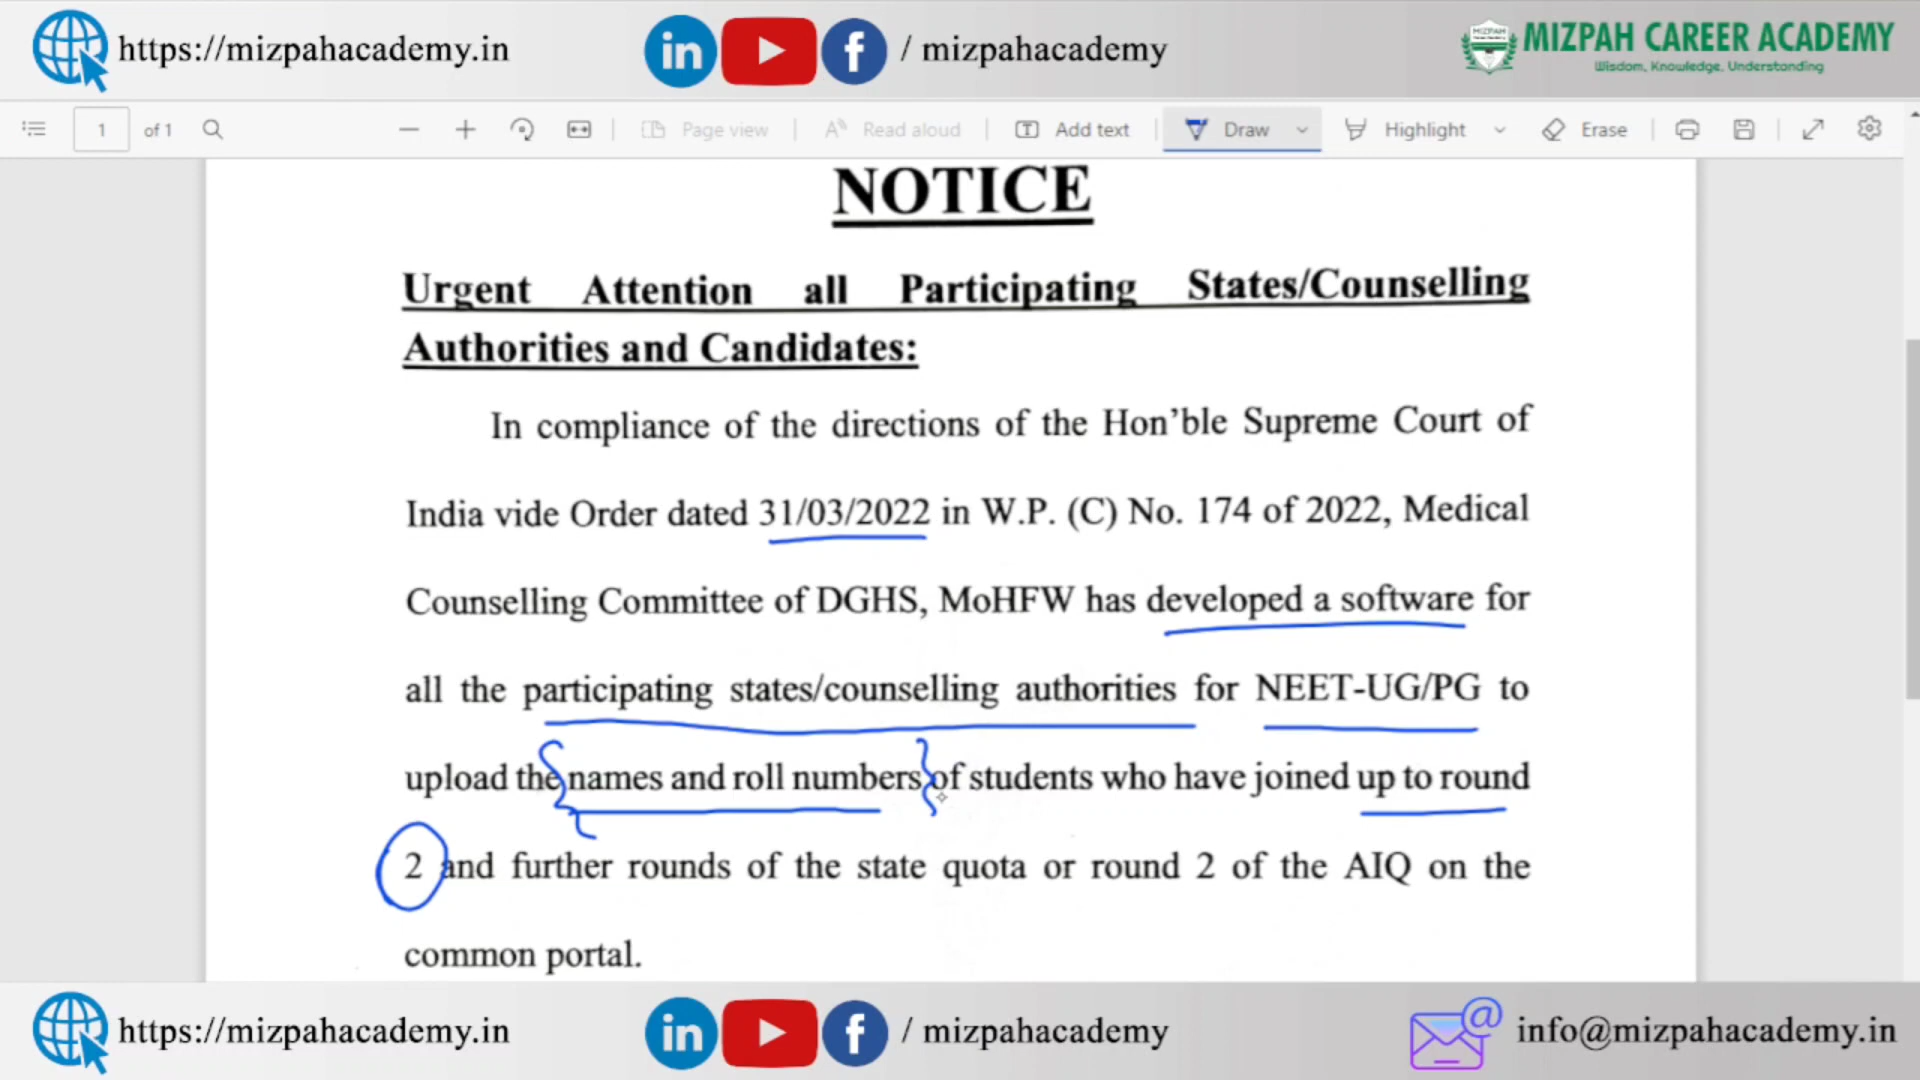 https://mizpahacademy.in
/ mizpahacademy
MIZPAH CAREER ACADEMY
Wisdom, Knowledge, Understanding
1 of 1
Page view
Read aloud
Add text
Draw
Highlight
Erase
NOTICE
Urgent Attention all Participating States/Counselling
Authorities and Candidates:
In compliance of the directions of the Hon'ble Supreme Court of
India vide Order dated 31/03/2022 in W.P. (C) No. 174 of 2022, Medical
Counselling Committee of DGHS, MoHFW has developed a software for
all the participating states/counselling authorities for NEET-UG/PG to
upload the names and roll numbers of students who have joined up to round
2 and further rounds of the state quota or round 2 of the AIQ on the
common portal.
https://mizpahacademy.in
/ mizpahacademy
info@mizpahacademy.in